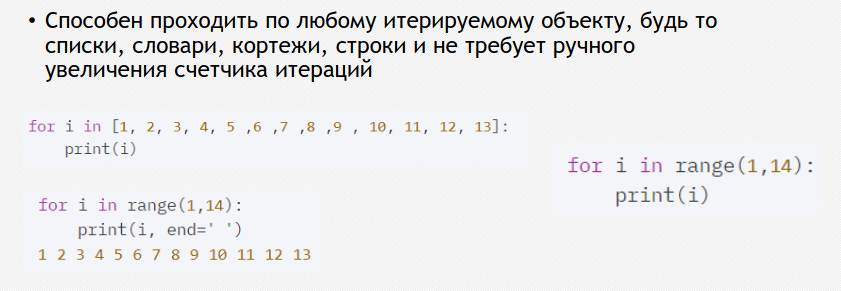 • Способен проходить по любому итерируемому объекту, будь то
списки, словари, кортежи, строки и не требует ручного
увеличения счетчика итераций
for i in [1, 2, 3, 4, 5 ,6 ,7 ,8 ,9 , 10, 11, 12, 13]:
    print(i)
for i in range(1,14):
    print(i, end=' ')
1 2 3 4 5 6 7 8 9 10 11 12 13
for i in range(1,14):
    print(i)